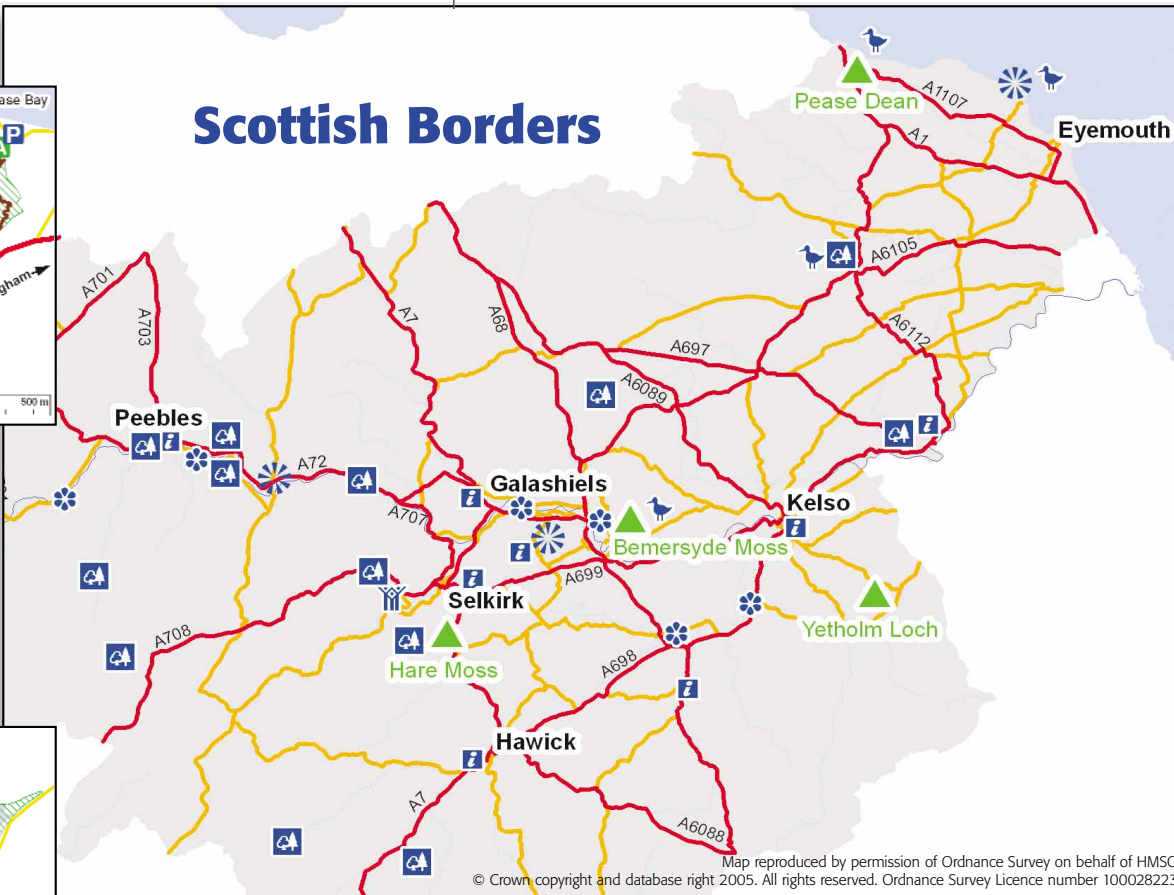 Scottish Borders
ase Bay
P
Pease Dean
A1107
A1
Eyemouth
gham
A701
A703
A7
A68
A6105
A6112
A697
A6089
500 m
Peebles
A72
A707
Galashiels
Kelso
Bemersyde Moss
A699
Selkirk
Yetholm Loch
A708
Hare Moss
A698
Hawick
A7
A6088
i
i
i
i
i
i
i
i
Map reproduced by permission of Ordnance Survey on behalf of HMSO
© Crown copyright and database right 2005. All rights reserved. Ordnance Survey Licence number 100028223